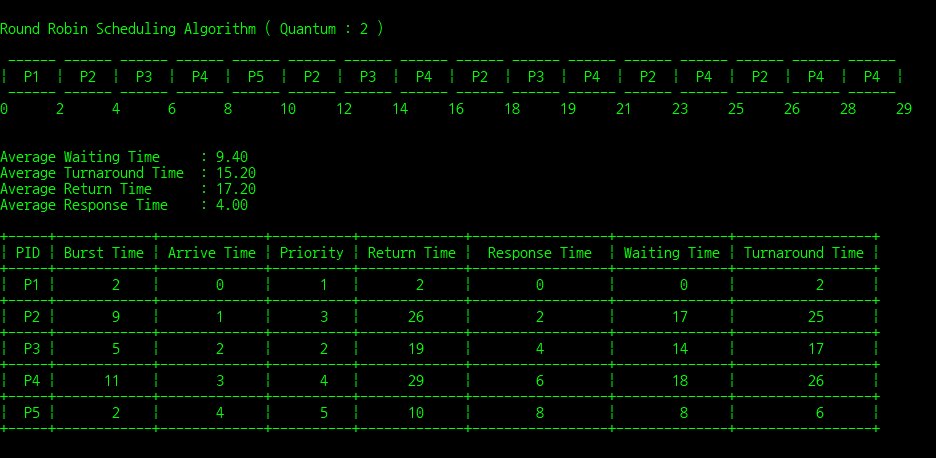 Round Robin Scheduling Algorithm ( Quantum : 2 )
 ------ ------ ------ ------ ------ ------ ------ ------ ------ ------ ------ ------ ------ ------ ------ ------
¦  P1  ¦  P2  ¦  P3  ¦  P4  ¦  P5  ¦  P2  ¦  P3  ¦  P4  ¦  P2  ¦  P3  ¦  P4  ¦  P2  ¦  P4  ¦  P2  ¦  P4  ¦  P4  ¦
 ------ ------ ------ ------ ------ ------ ------ ------ ------ ------ ------ ------ ------ ------ ------ ------
0      2      4      6      8      10     12     14     16     18     19     21     23     25     26     28     29
Average Waiting Time     : 9.40
Average Turnaround Time  : 15.20
Average Return Time      : 17.20
Average Response Time    : 4.00
+-----+------------+-------------+----------+-------------+-----------------+--------------+-----------------+
¦ PID ¦ Burst Time ¦ Arrive Time ¦ Priority ¦ Return Time ¦  Response Time  ¦ Waiting Time ¦ Turnaround Time ¦
+-----+------------+-------------+----------+-------------+-----------------+--------------+-----------------+
¦  P1 ¦       2    ¦       0     ¦      1   ¦       2     ¦        0        ¦       0      ¦          2      ¦
+-----+------------+-------------+----------+-------------+-----------------+--------------+-----------------+
¦  P2 ¦       9    ¦       1     ¦      3   ¦      26     ¦        2        ¦      17      ¦         25      ¦
+-----+------------+-------------+----------+-------------+-----------------+--------------+-----------------+
¦  P3 ¦       5    ¦       2     ¦      2   ¦      19     ¦        4        ¦      14      ¦         17      ¦
+-----+------------+-------------+----------+-------------+-----------------+--------------+-----------------+
¦  P4 ¦      11    ¦       3     ¦      4   ¦      29     ¦        6        ¦      18      ¦         26      ¦
+-----+------------+-------------+----------+-------------+-----------------+--------------+-----------------+
¦  P5 ¦       2    ¦       4     ¦      5   ¦      10     ¦        8        ¦       8      ¦          6      ¦
+-----+------------+-------------+----------+-------------+-----------------+--------------+-----------------+